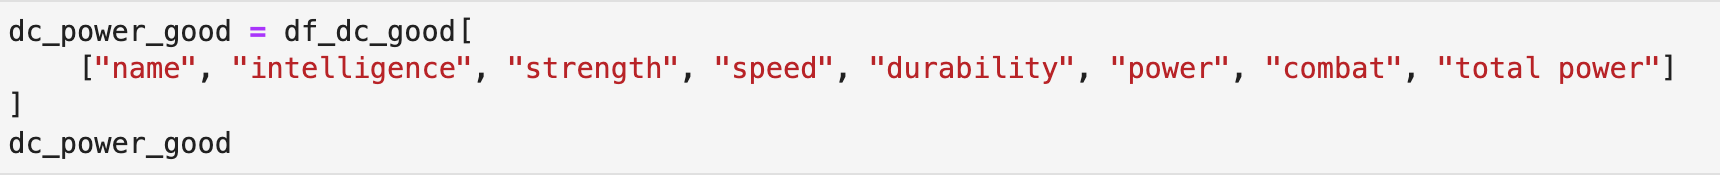 dc_power_good = df_dc_good[
    ["name", "intelligence", "strength", "speed", "durability", "power", "combat", "total power"]
]
dc_power_good